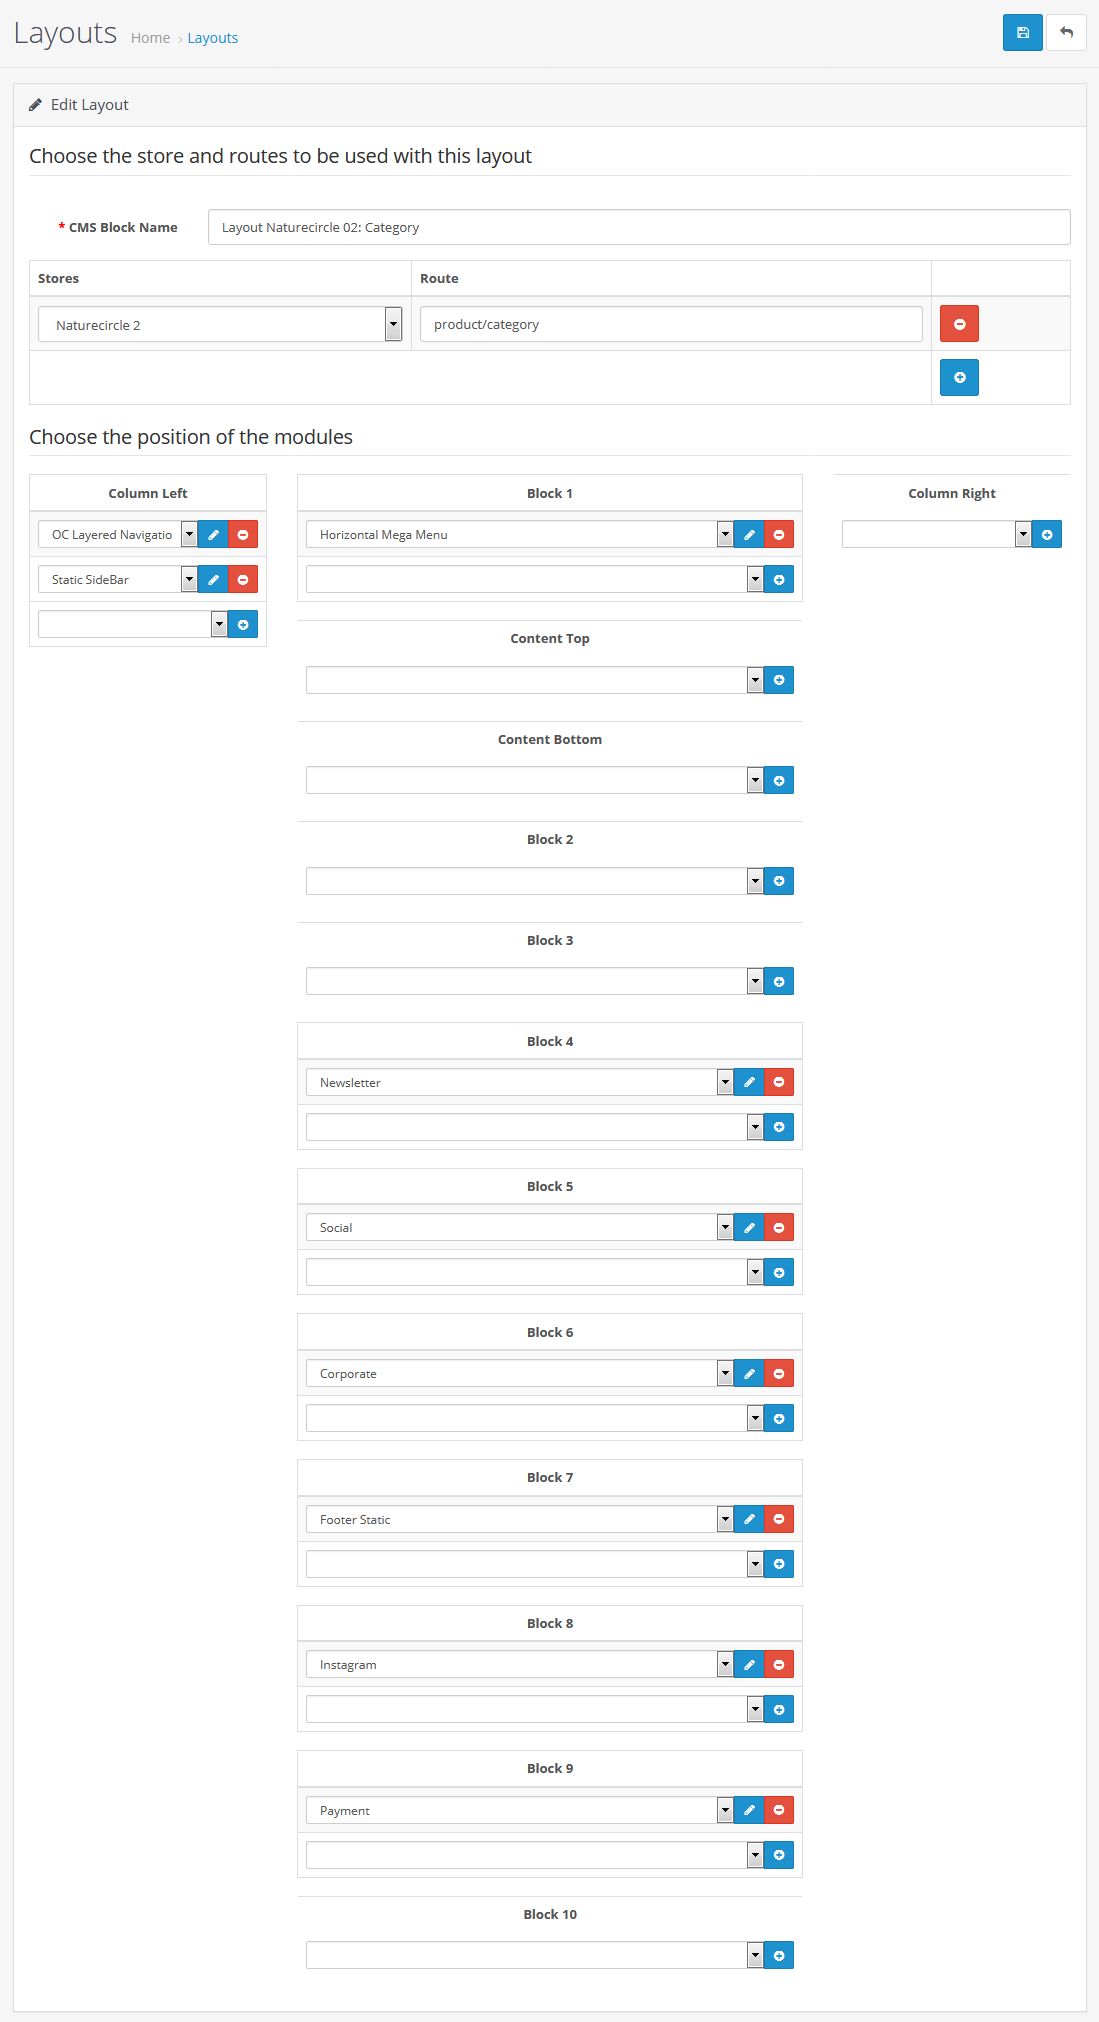 Layouts
Home › Layouts
Edit Layout
Choose the store and routes to be used with this layout
* CMS Block Name
Layout Naturecircle 02: Category
Stores
Route
Naturecircle 2
product/category
Choose the position of the modules
Column Left
OC Layered Navigatio
Static SideBar
Block 1
Horizontal Mega Menu
Content Top
Content Bottom
Block 2
Block 3
Block 4
Newsletter
Block 5
Social
Block 6
Corporate
Block 7
Footer Static
Block 8
Instagram
Block 9
Payment
Block 10
Column Right